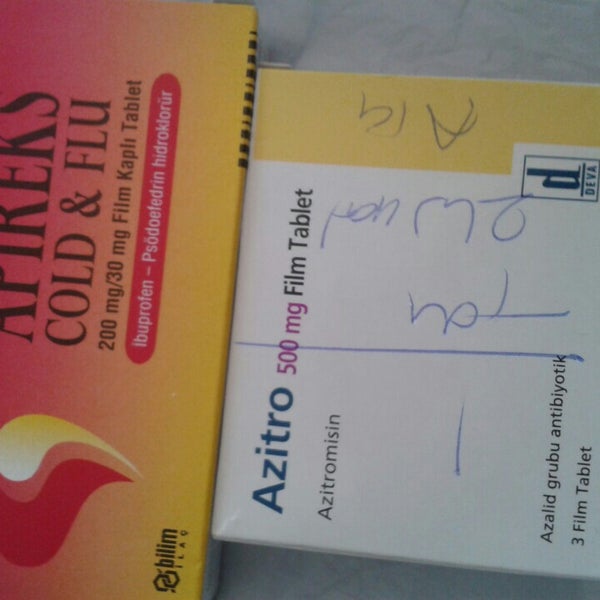 APIREKS
COLD & FLU
200 mg/30 mg Film Kaplı Tablet
İbuprofen – Psödoefedrin hidroklorür
bilim
İLAÇ
Azitro 500 mg Film Tablet
Azitromisin
Azalid grubu antibiyotik
3 Film Tablet
d
DEVA